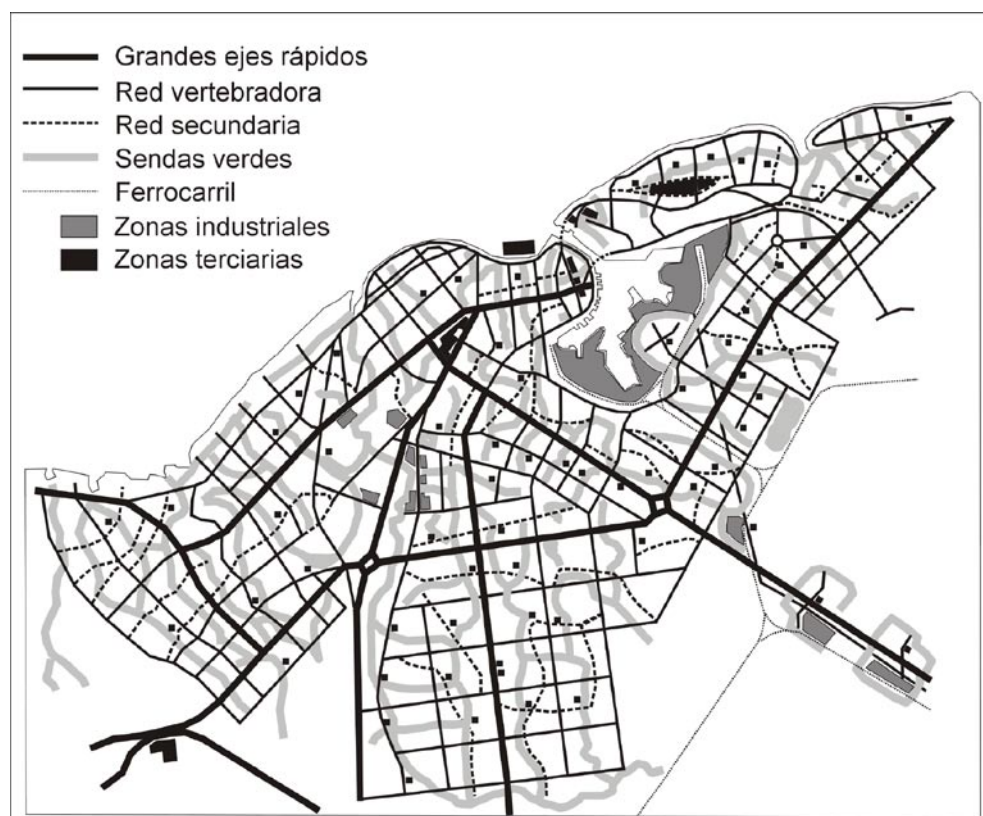 Grandes ejes rápidos
Red vertebradora
Red secundaria
Sendas verdes
Ferrocarril
Zonas industriales
Zonas terciarias